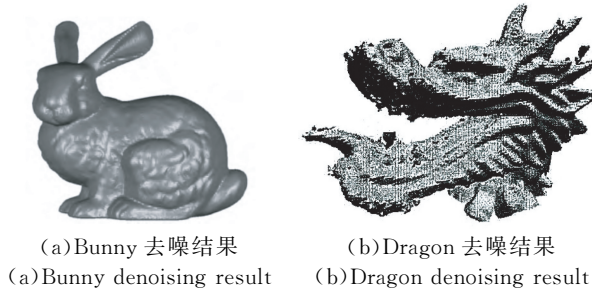 (a)Bunny 去噪结果
(a)Bunny denoising result
(b)Dragon 去噪结果
(b)Dragon denoising result